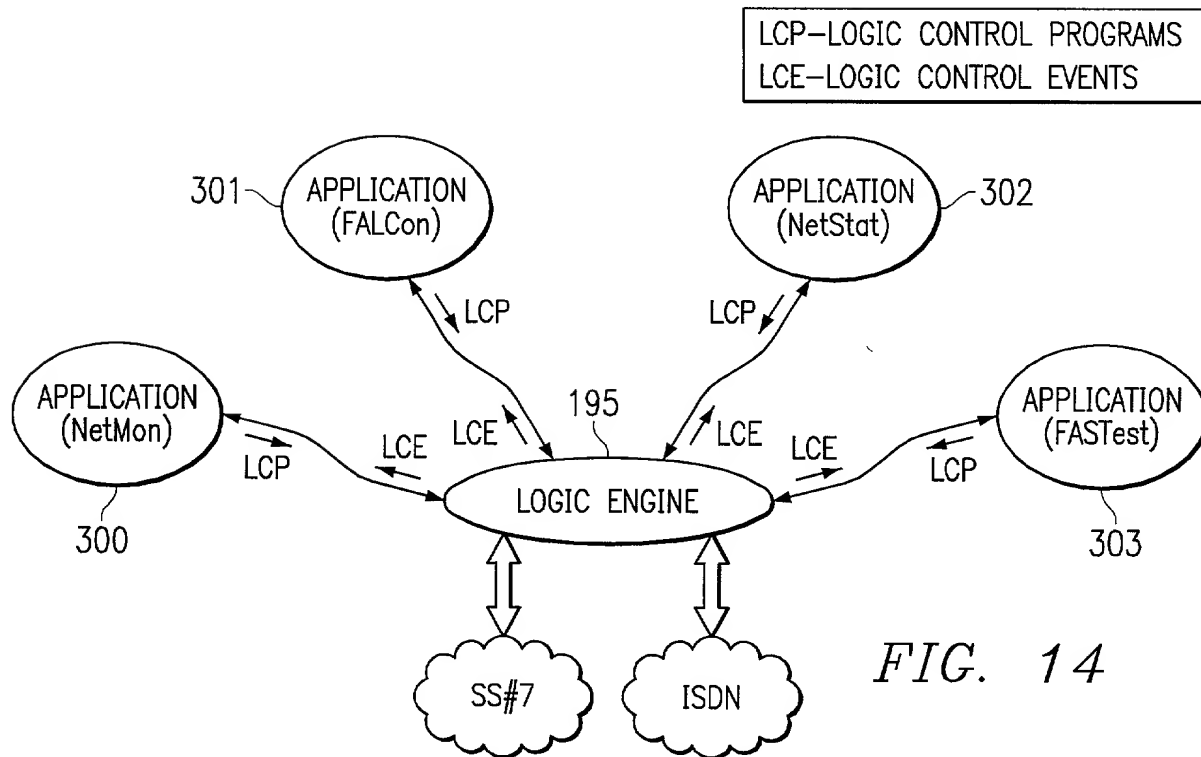 LCP-LOGIC CONTROL PROGRAMS
LCE-LOGIC CONTROL EVENTS
301
APPLICATION
(FALCon)
APPLICATION
(NetStat)
302
LCP
LCP
APPLICATION
(NetMon)
300
LCP
LCE
LCE
195
LCE
LCE
LCP
APPLICATION
(FASTest)
303
LOGIC ENGINE
SS#7
ISDN
FIG. 14